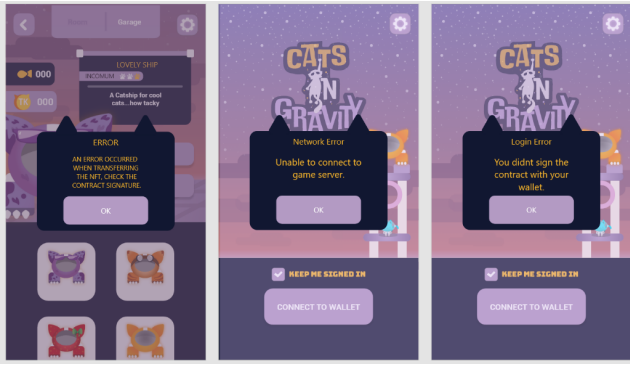 Garage
000
TK 000
LOVELY SHIP
INCOMUM
A Catship for cool
cats...how tacky
ERROR
AN ERROR OCCURRED
WHEN TRANSFERRING
THE NFT, CHECK THE
CONTRACT SIGNATURE.
OK
CATS
IN
GRAVITY
Network Error
Unable to connect to
game server.
OK
KEEP ME SIGNED IN
CONNECT TO WALLET
CATS
IN
GRAVITY
Login Error
You didnt sign the
contract with your
wallet.
OK
KEEP ME SIGNED IN
CONNECT TO WALLET